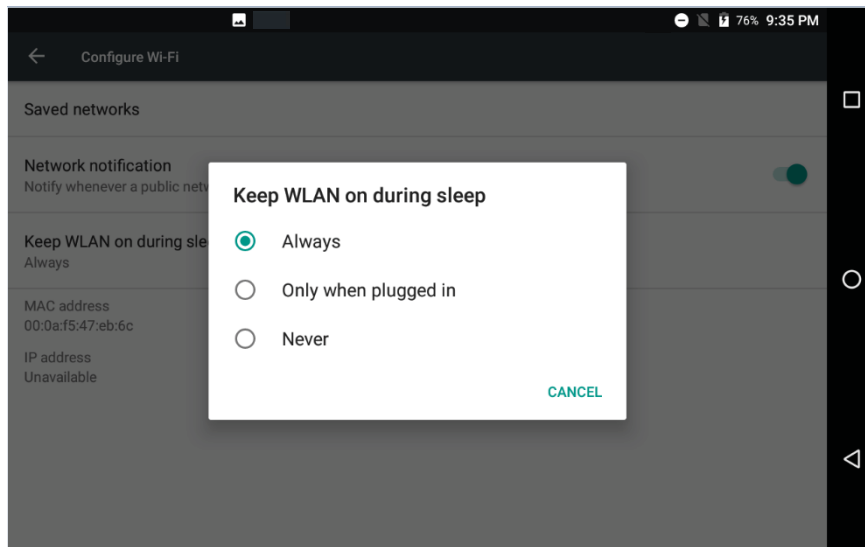 76% 9:35 PM
Configure Wi-Fi
Saved networks
Network notification
Notify whenever a public netw
Keep WLAN on during sle
Always
MAC address
00:0a:f5:47:eb:6c
IP address
Unavailable
Keep WLAN on during sleep
Always
Only when plugged in
Never
CANCEL